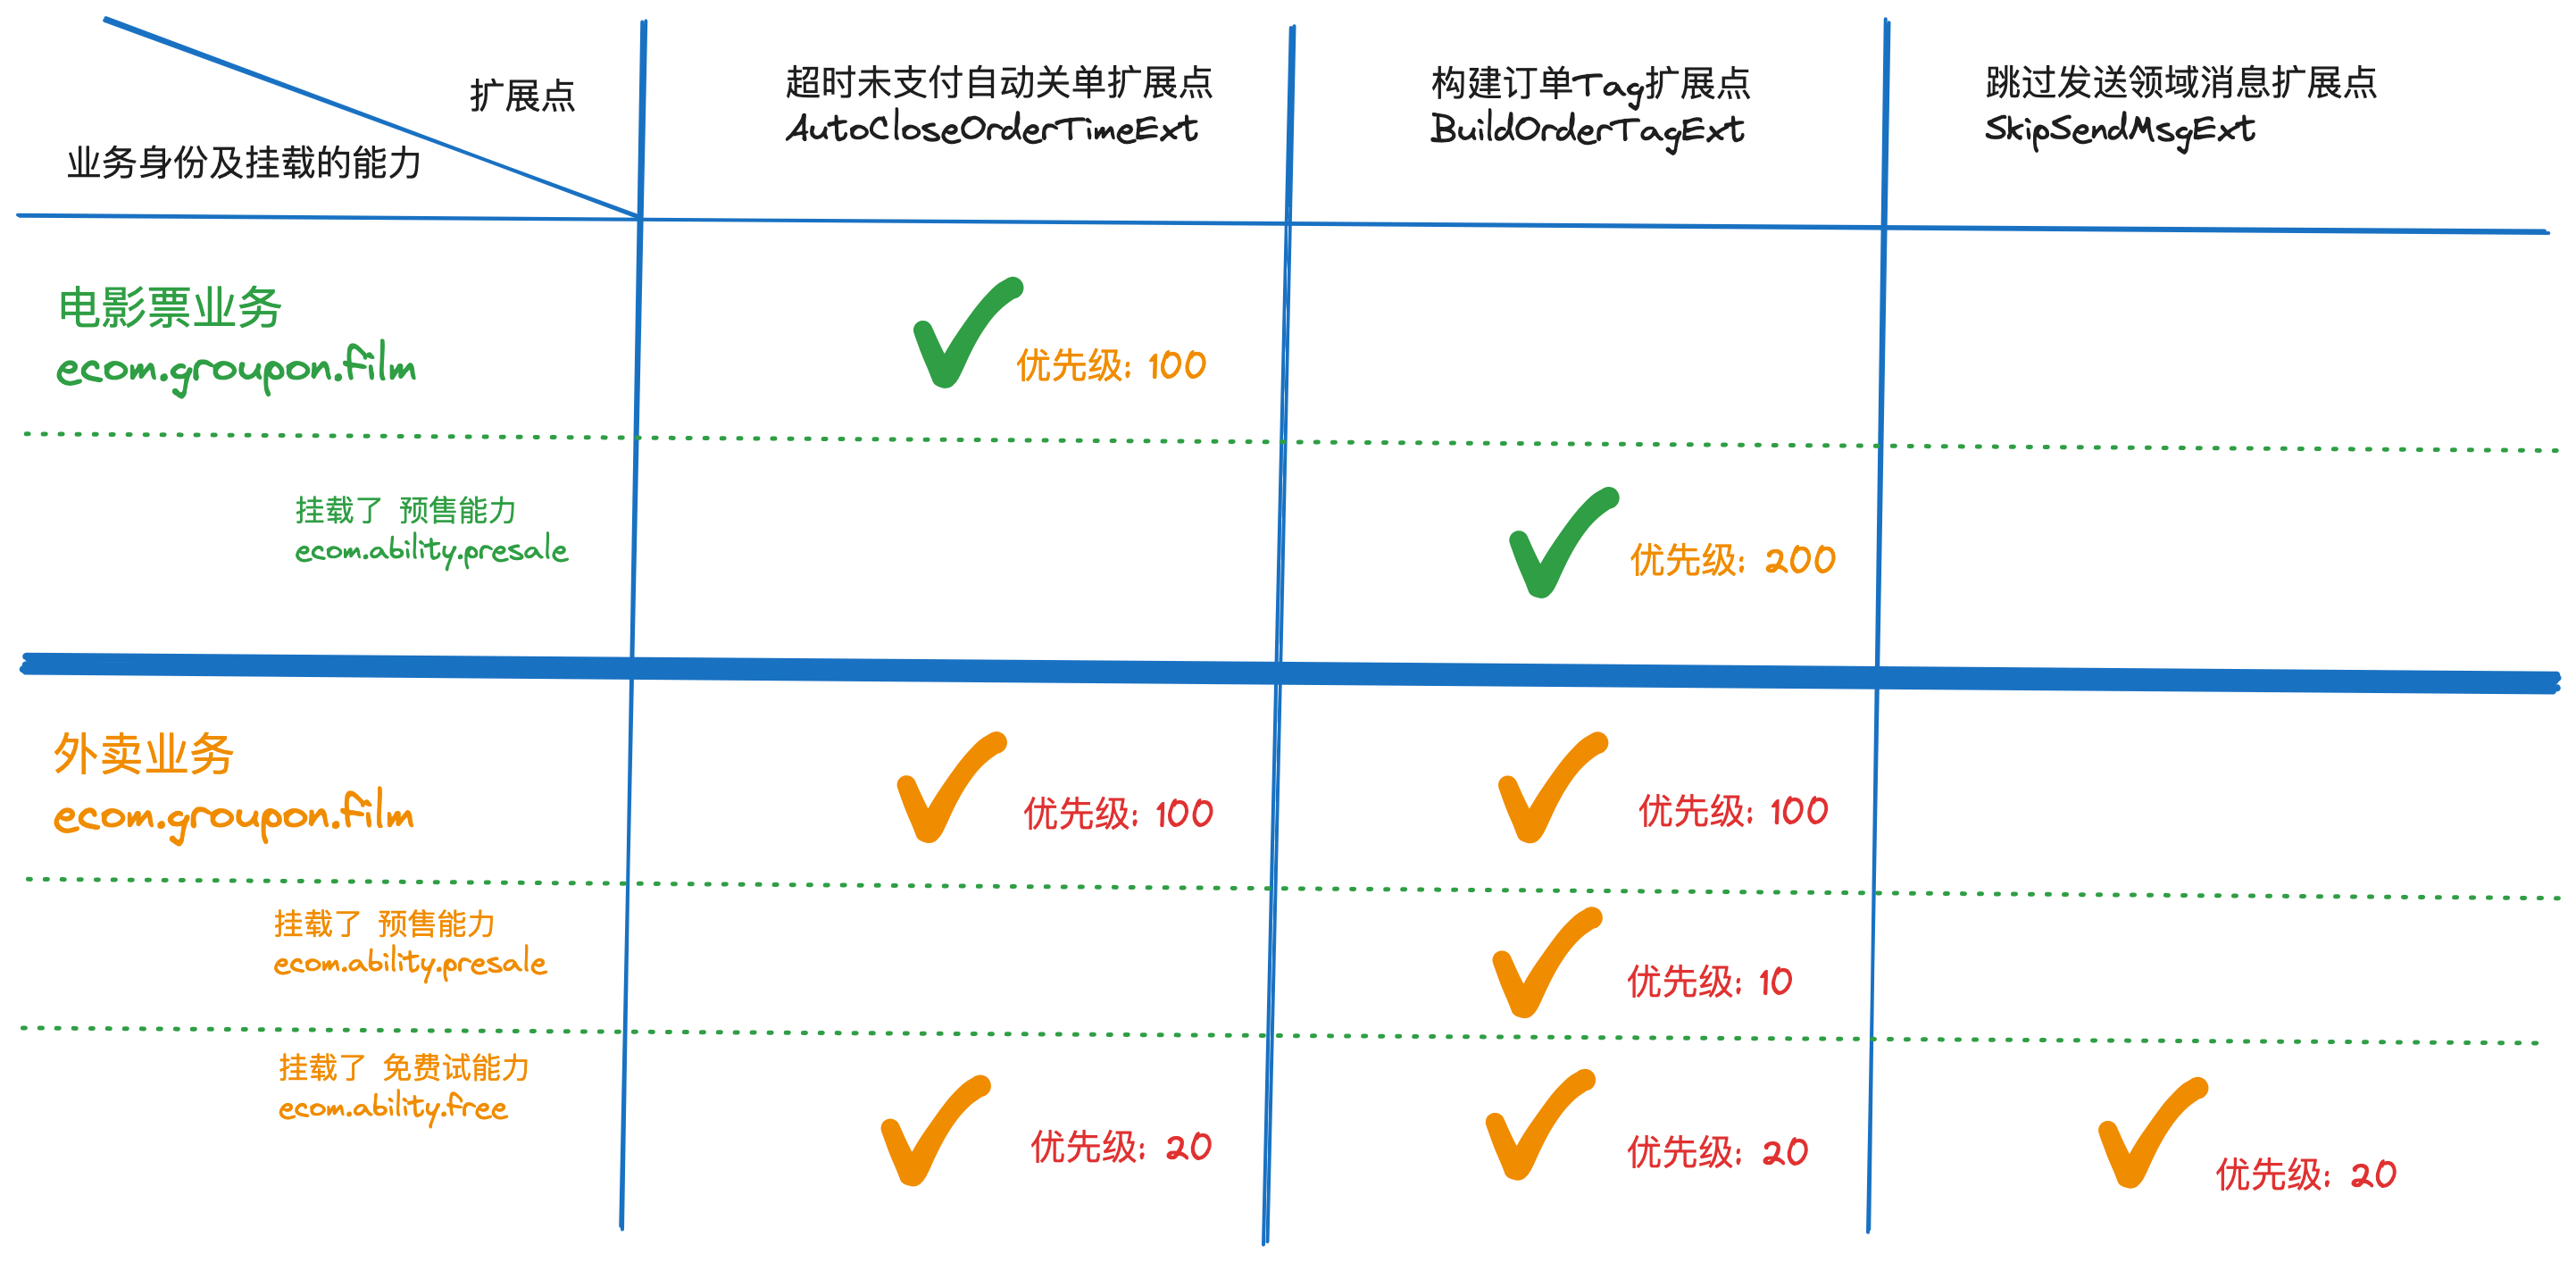 扩展点
业务身份及挂载的能力
超时未支付自动关单扩展点
AutoCloseOrderTimeExt
构建订单Tag扩展点
BuildOrderTagExt
跳过发送领域消息扩展点
SkipSendMsgExt
电影票业务
ecom.groupon.film
优先级: 100
挂载了 预售能力
ecom.ability.presale
优先级: 200
外卖业务
ecom.groupon.film
优先级: 100
优先级: 100
挂载了 预售能力
ecom.ability.presale
优先级: 10
挂载了 免费试能力
ecom.ability.free
优先级: 20
优先级: 20
优先级: 20